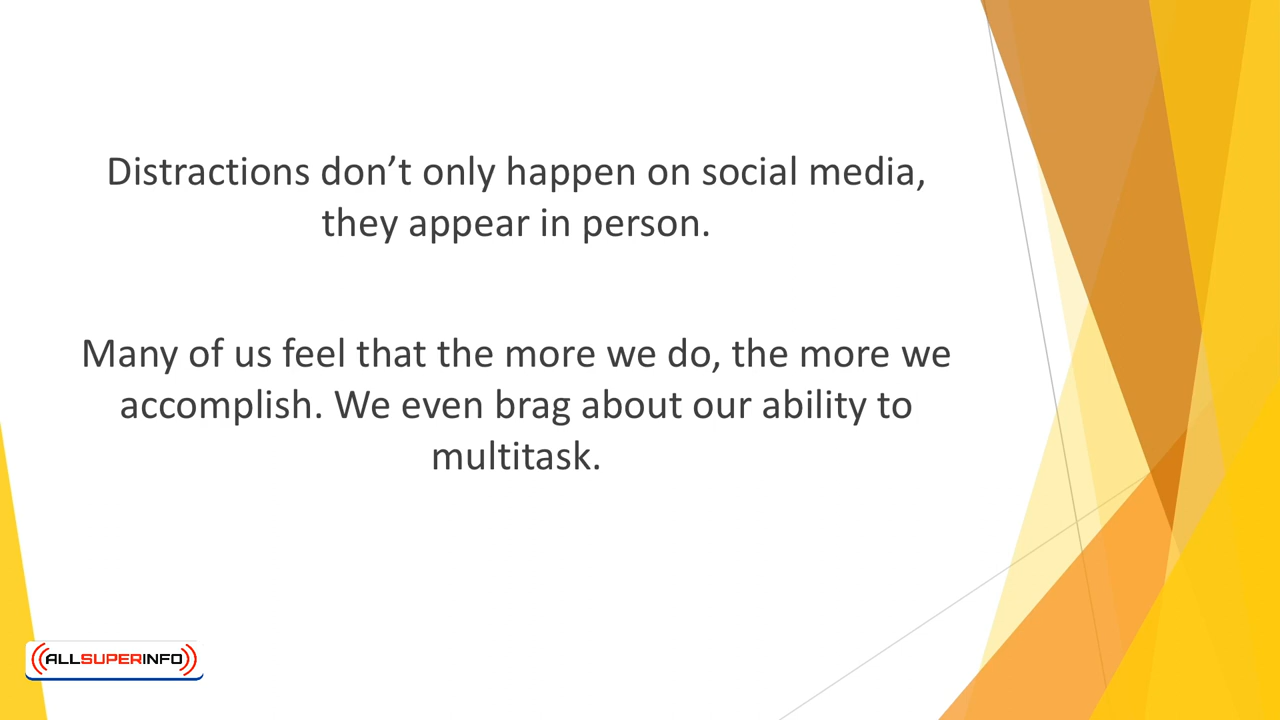 Distractions don’t only happen on social media,
they appear in person.
Many of us feel that the more we do, the more we
accomplish. We even brag about our ability to
multitask.
ALLSUPERINFO